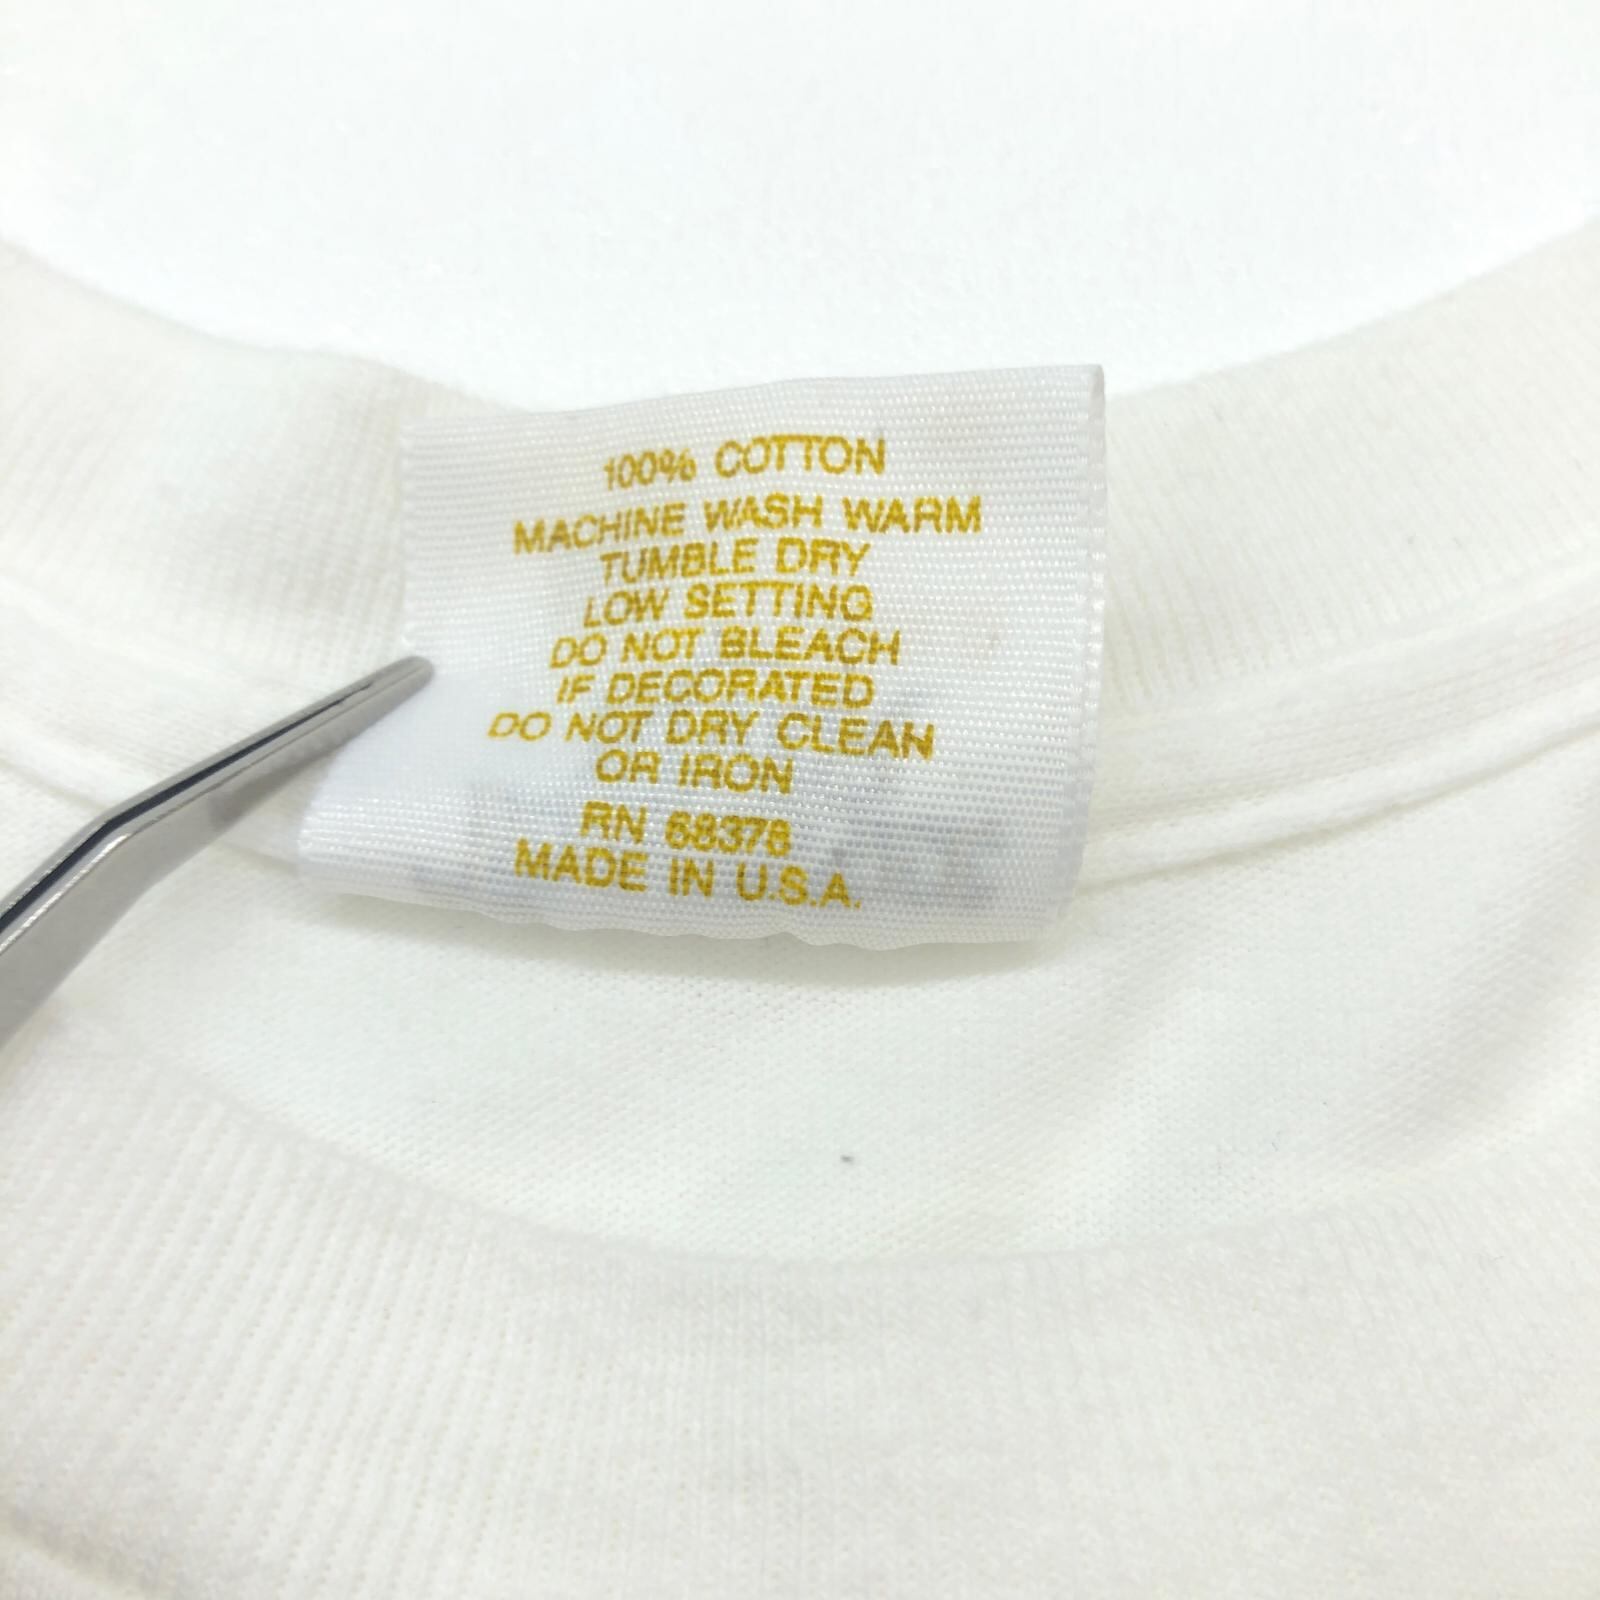 100% COTTON
MACHINE WASH WARM
TUMBLE DRY
LOW SETTING
DO NOT BLEACH
IF DECORATED
DO NOT DRY CLEAN
OR IRON
RN 68378
MADE IN U.S.A.